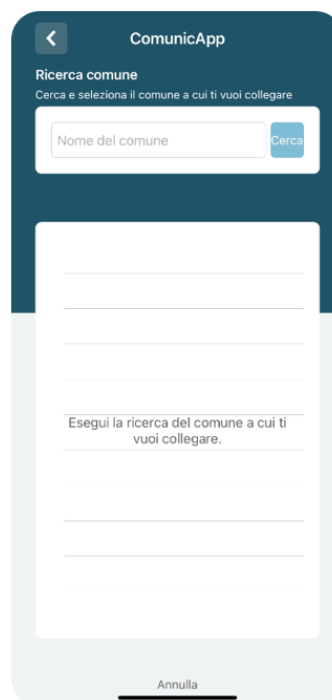 ComunicApp
Ricerca comune
Cerca e seleziona il comune a cui ti vuoi collegare
Nome del comune
Cerca
Esegui la ricerca del comune a cui ti
vuoi collegare.
Annulla